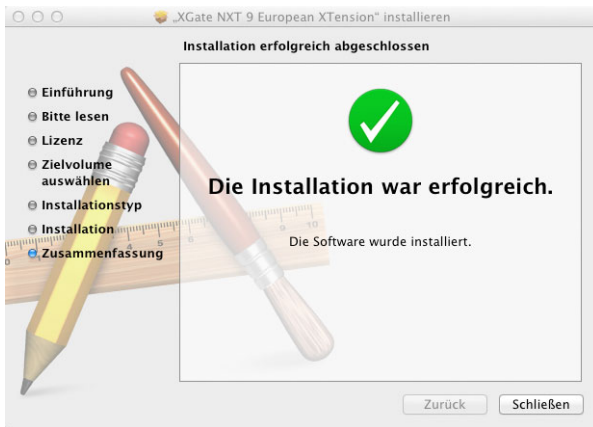 „XGate NXT 9 European XTension“ installieren
Installation erfolgreich abgeschlossen
Einführung
Bitte lesen
Lizenz
Zielvolume
auswählen
Installationstyp
Installation
Zusammenfassung
Die Installation war erfolgreich.
Die Software wurde installiert.
Zurück
Schließen